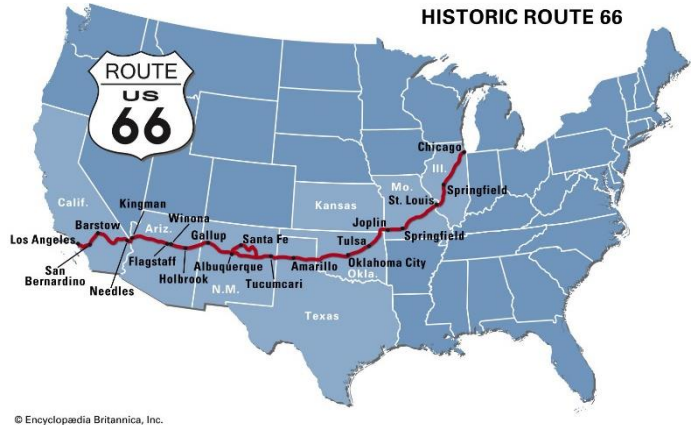 HISTORIC ROUTE 66
ROUTE
US
66
Chicago
Ill.
Mo.
Springfield
St. Louis
Kansas
Calif.
Kingman
Winona
Joplin
Springfield
Barstow
Ariz.
Gallup
Santa Fe
Tulsa
Los Angeles
Flagstaff
Albuquerque
Amarillo
Oklahoma City
San
Bernardino
Holbrook
Tucumcari
Okla.
Needles
N.M.
Texas
© Encyclopædia Britannica, Inc.